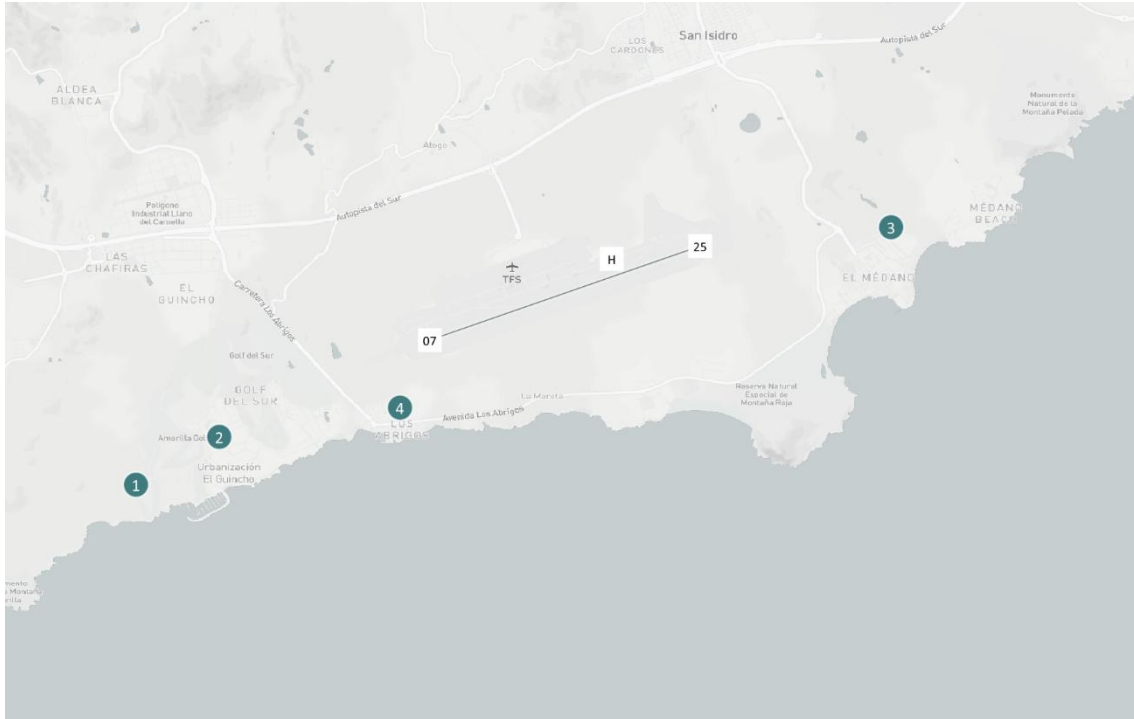 San Isidro
LOS
CARDONES
Autopista del Sur
ALDEA
BLANCA
Monumento
Natural de la
Montaña Pelada
Atogo
Polígono
Industrial Llano
del Camello
Autopista del Sur
MÉDANO
BEACH
3
LAS
CHAFIRAS
H
25
TFS
EL MÉDANO
EL
GUINCHO
Carretera Los Abrigos
07
Golf del Sur
GOLF
DEL SUR
La Mareta
Reserva Natural
Especial de
Montaña Roja
4
Avenida Los Abrigos
LOS
ABRIGOS
2
Amarilla Gol
Urbanización
El Guincho
1